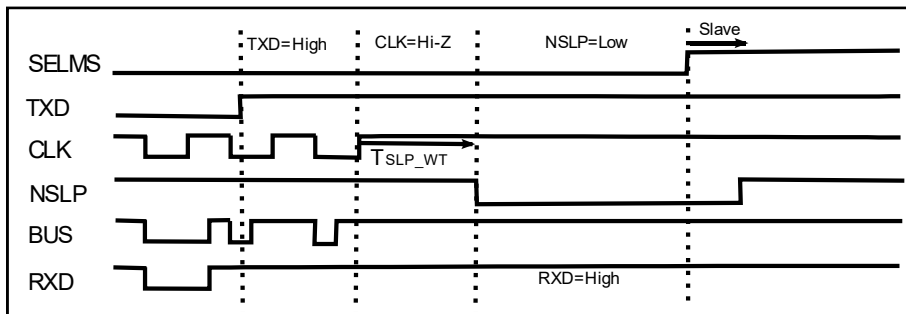 Slave
TXD=High CLK=Hi-Z NSLP=Low
SELMS
TXD
CLK
TSLP_WT
NSLP
BUS
RXD
RXD=High